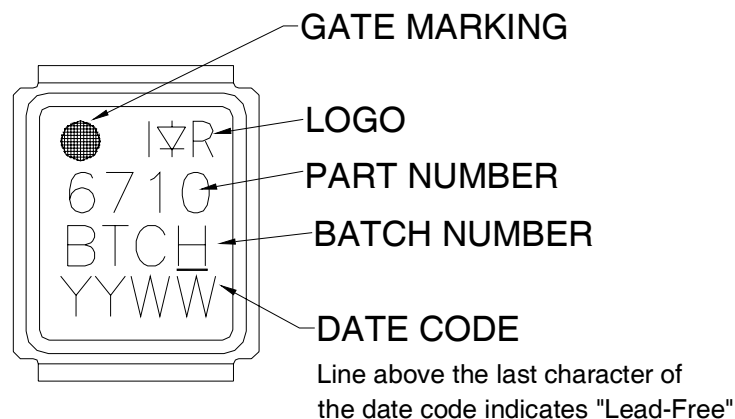 GATE MARKING
I R
LOGO
6710
PART NUMBER
BTCH
BATCH NUMBER
YYWW
DATE CODE
Line above the last character of
the date code indicates "Lead-Free"